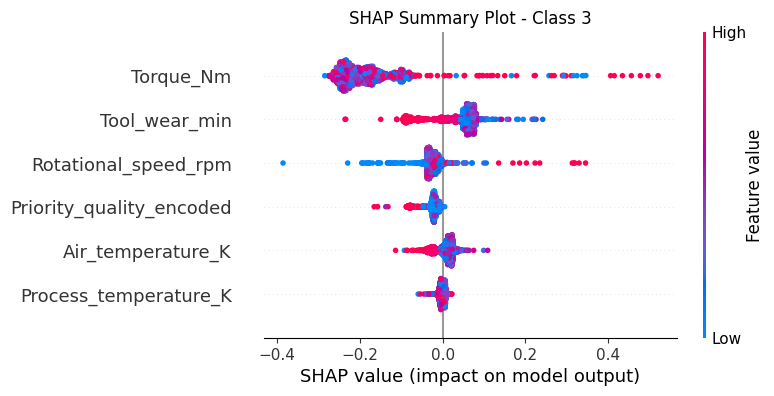 SHAP Summary Plot - Class 3
High
Torque_Nm
Tool_wear_min
Rotational_speed_rpm
Priority_quality_encoded
Air_temperature_K
Process_temperature_K
Feature value
Low
−0.4 −0.2 0.0 0.2 0.4
SHAP value (impact on model output)